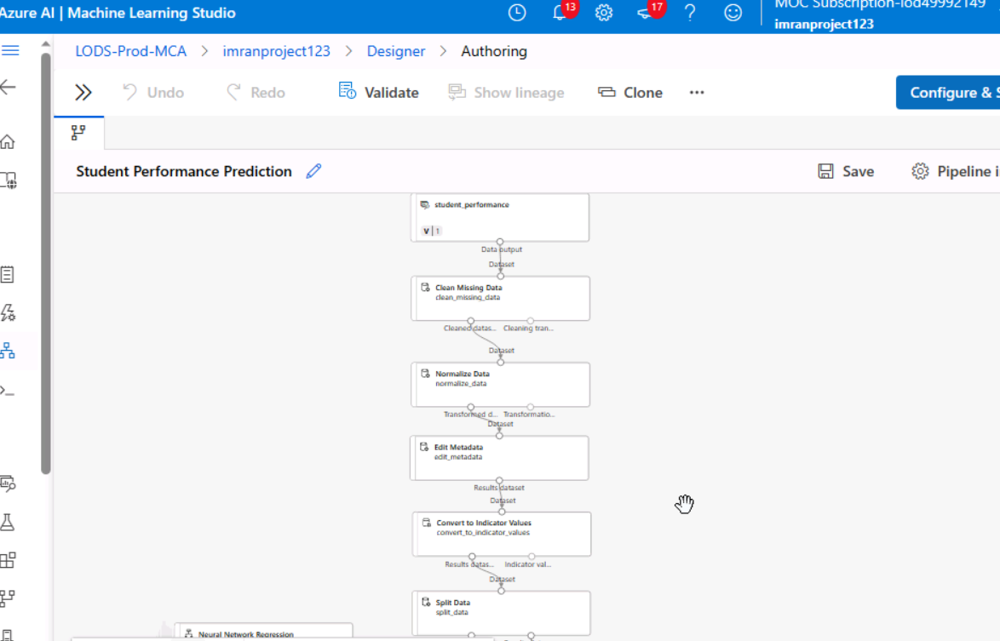 Azure AI | Machine Learning Studio
13
17
MOC Subscription-lod49992149
imranproject123
LODS-Prod-MCA > imranproject123 > Designer > Authoring
Undo
Redo
Validate
Show lineage
Clone
Configure & S
Student Performance Prediction
Save
Pipeline i
student_performance
V | 1
Data output
Dataset
Clean Missing Data
clean_missing_data
Cleaned datas... Cleaning tran...
Dataset
Normalize Data
normalize_data
Transformed d... Transformatio...
Dataset
Edit Metadata
edit_metadata
Results dataset
Dataset
Convert to Indicator Values
convert_to_indicator_values
Results datas... Indicator val...
Dataset
Split Data
split_data
Neural Network Regression